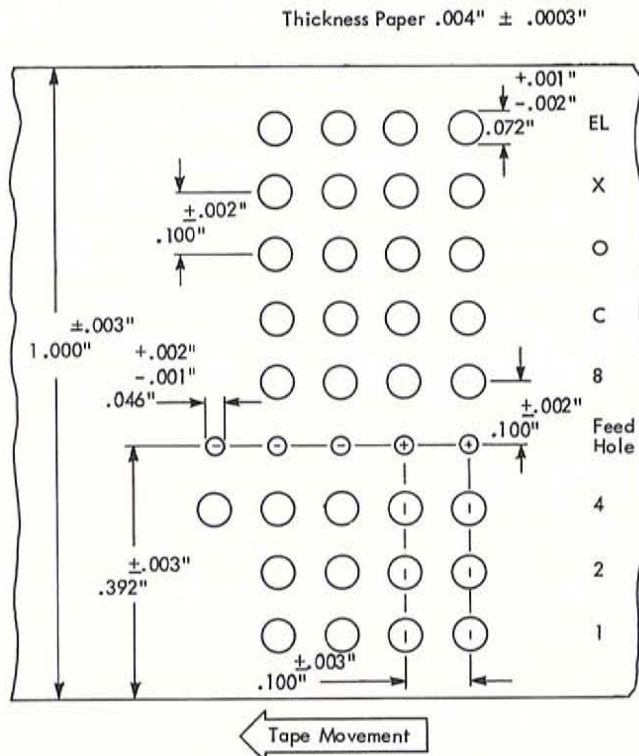 Thickness Paper .004" ± .0003"
+.001"
-.002"
.072"
EL
X
±.002"
.100"
O
C
±.003"
1.000"
+.002"
-.001"
.046"
8
±.002"
.100"
Feed
Hole
4
±.003"
.392"
2
1
±.003"
.100"
Tape Movement